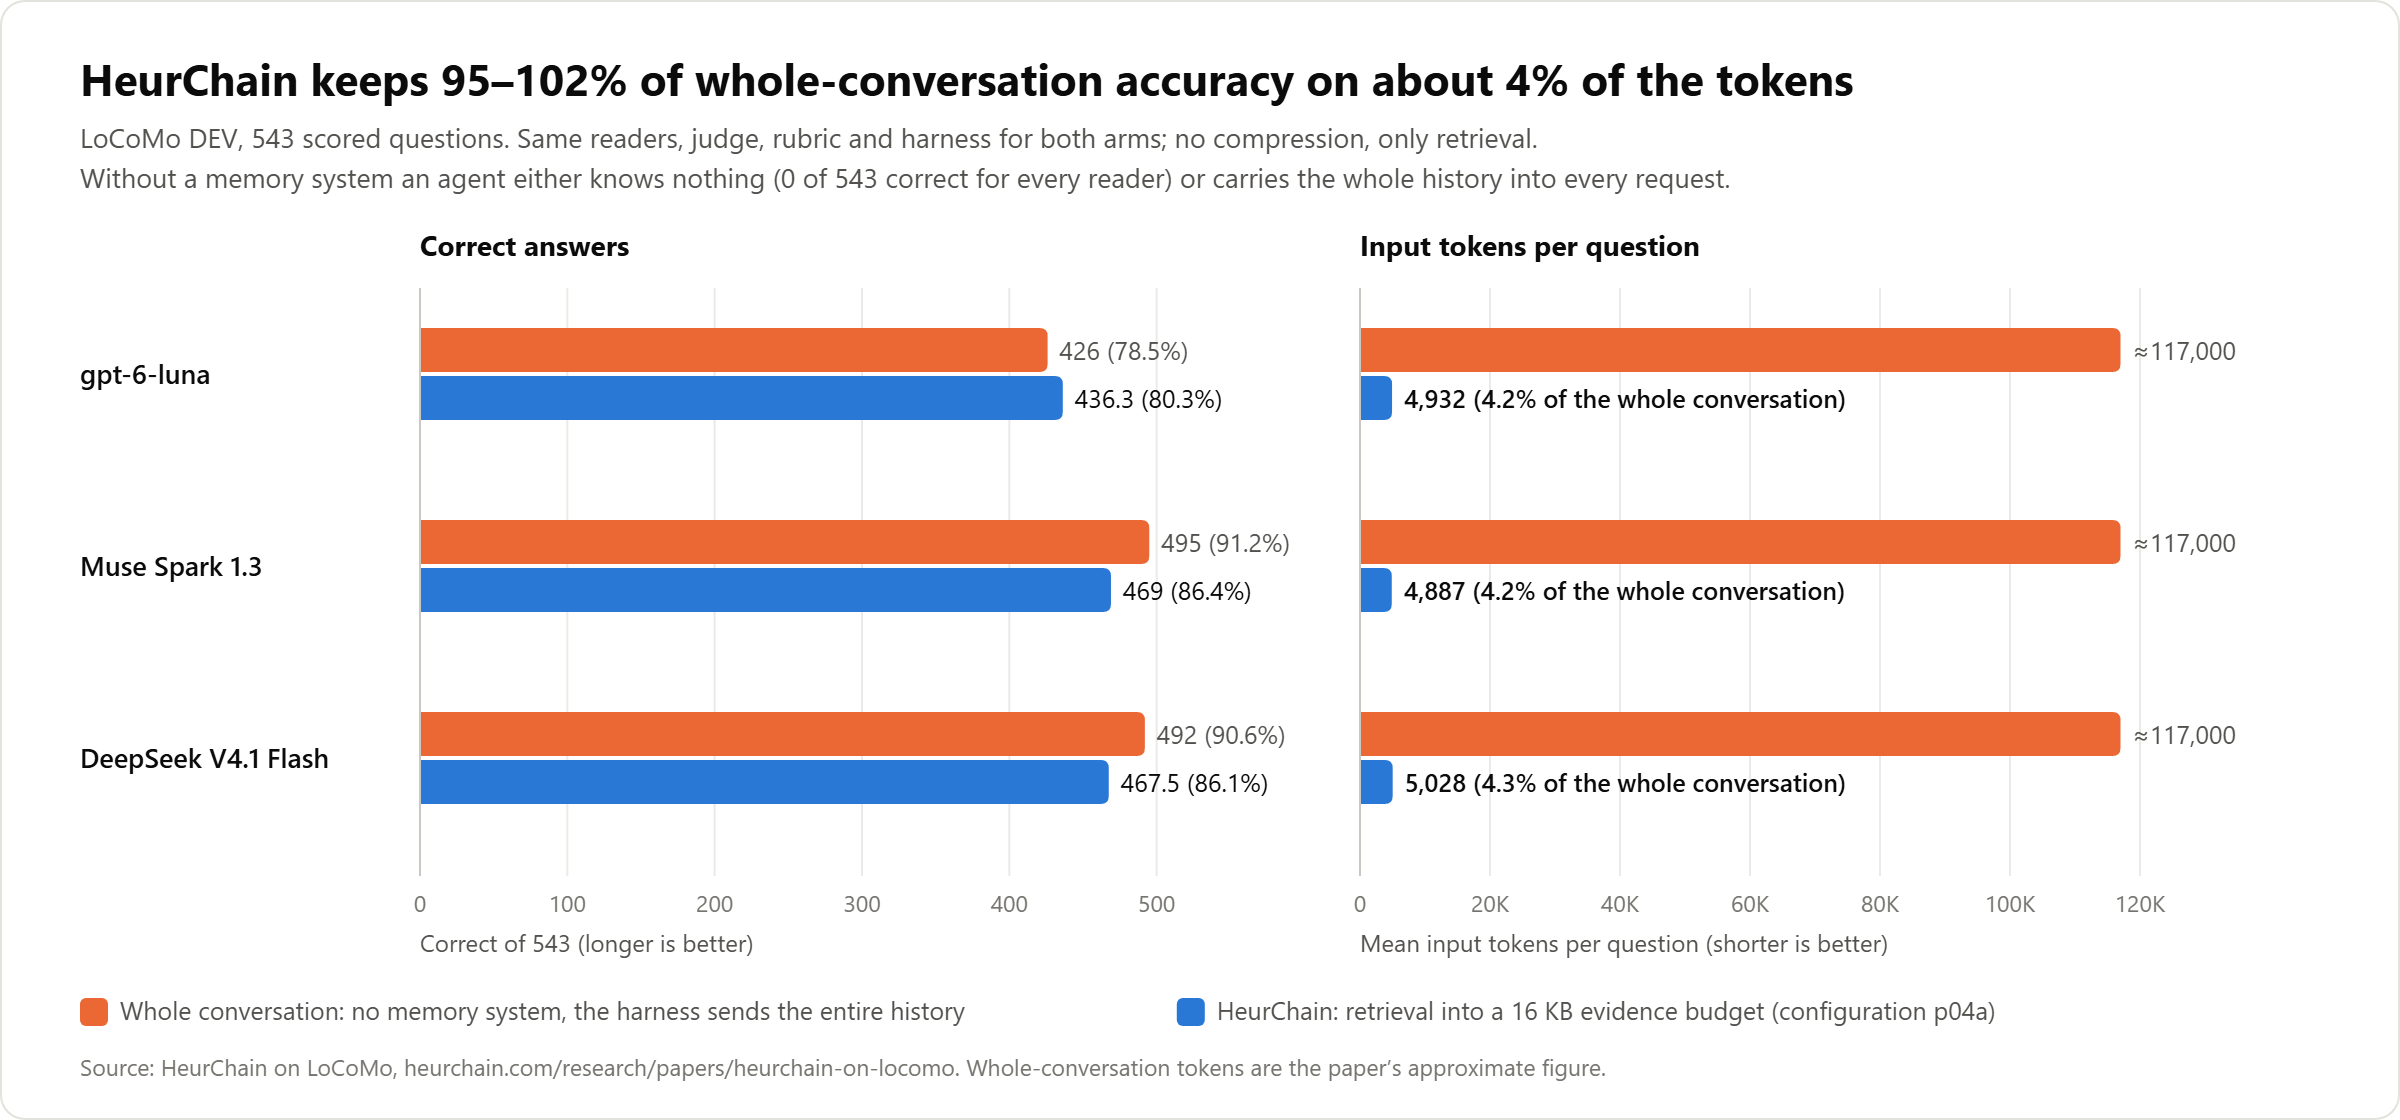 HeurChain keeps 95–102% of whole-conversation accuracy on about 4% of the tokens
LoCoMo DEV, 543 scored questions. Same readers, judge, rubric and harness for both arms; no compression, only retrieval.
Without a memory system an agent either knows nothing (0 of 543 correct for every reader) or carries the whole history into every request.
Correct answers
Input tokens per question
gpt-6-luna
426 (78.5%)
436.3 (80.3%)
≈117,000
4,932 (4.2% of the whole conversation)
Muse Spark 1.3
495 (91.2%)
469 (86.4%)
≈117,000
4,887 (4.2% of the whole conversation)
DeepSeek V4.1 Flash
492 (90.6%)
467.5 (86.1%)
≈117,000
5,028 (4.3% of the whole conversation)
0 100 200 300 400 500
Correct of 543 (longer is better)
0 20K 40K 60K 80K 100K 120K
Mean input tokens per question (shorter is better)
Whole conversation: no memory system, the harness sends the entire history
HeurChain: retrieval into a 16 KB evidence budget (configuration p04a)
Source: HeurChain on LoCoMo, heurchain.com/research/papers/heurchain-on-locomo. Whole-conversation tokens are the paper’s approximate figure.